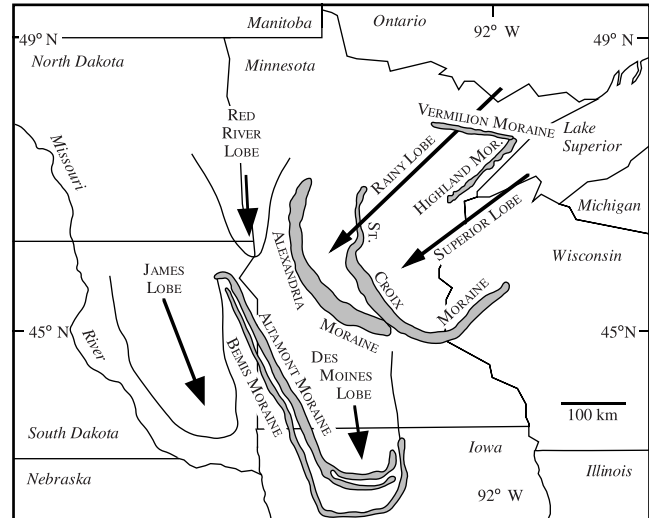 Manitoba
Ontario
92° W
49° N
49° N
North Dakota
Minnesota
RED
RIVER
LOBE
VERMILION MORAINE
Lake
Superior
RAINY LOBE
HIGHLAND MOR.
Missouri
Michigan
ST.
CROIX
MORAINE
SUPERIOR LOBE
Wisconsin
ALEXANDRIA
MORAINE
JAMES
LOBE
45° N
45° N
River
ALTAMONT MORAINE
BEMIS MORAINE
DES
MOINES
LOBE
100 km
South Dakota
Iowa
Nebraska
92° W
Illinois